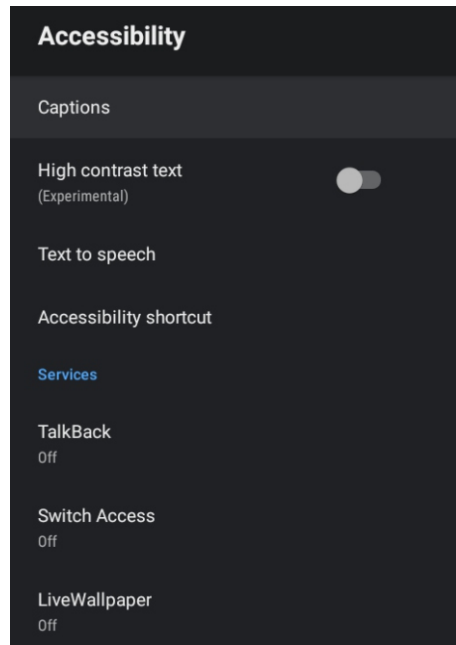 Accessibility
Captions
High contrast text
(Experimental)
Text to speech
Accessibility shortcut
Services
TalkBack
Off
Switch Access
Off
LiveWallpaper
Off